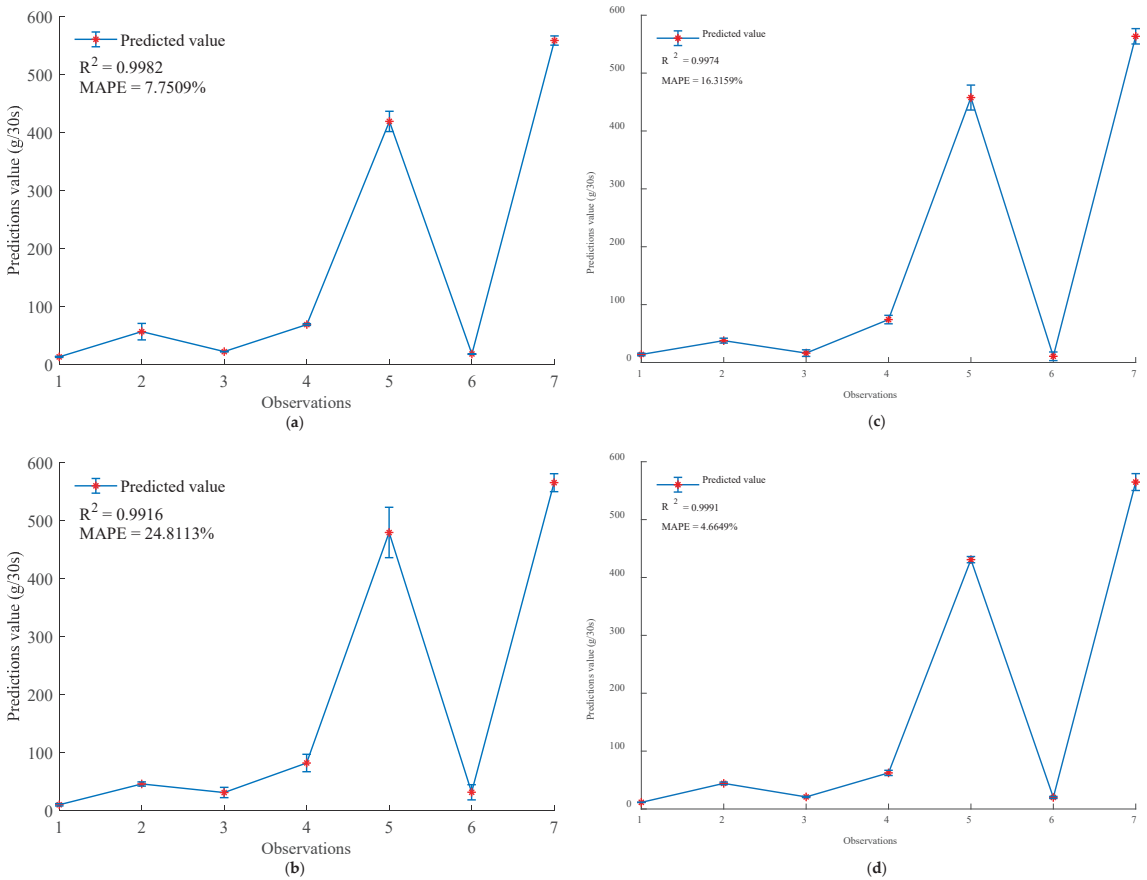 600
500
400
300
200
100
0
Predictions value (g/30s)
Predicted value
R2 = 0.9982
MAPE = 7.7509%
1 2 3 4 5 6 7
Observations
(a)
600
500
400
300
200
100
0
Predictions value (g/30s)
Predicted value
R2 = 0.9916
MAPE = 24.8113%
1 2 3 4 5 6 7
Observations
(b)
600
500
400
300
200
100
0
Predictions value (g/30s)
Predicted value
R 2 = 0.9974
MAPE = 16.3159%
1 2 3 4 5 6 7
Observations
(c)
600
500
400
300
200
100
0
Predictions value (g/30s)
Predicted value
R 2 = 0.9991
MAPE = 4.6649%
1 2 3 4 5 6 7
Observations
(d)